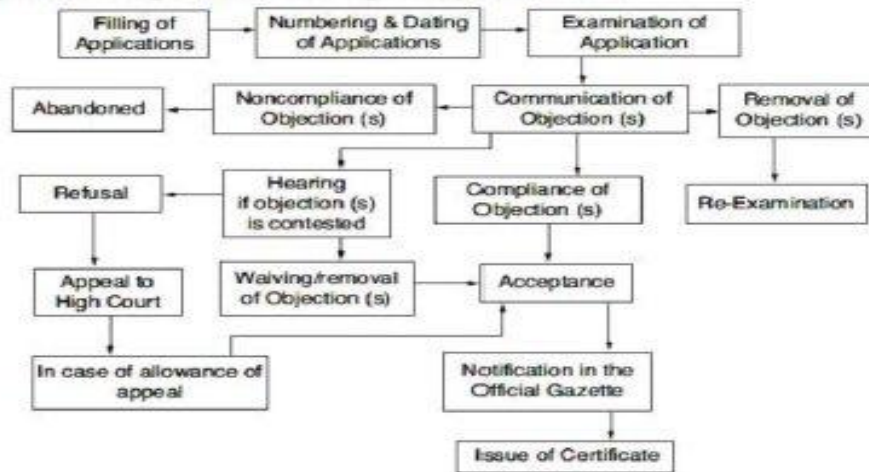 Filling of
Applications
Numbering & Dating
of Applications
Examination of
Application
Abandoned
Noncompliance of
Objection (s)
Communication of
Objection (s)
Removal of
Objection (s)
Refusal
Hearing
if objection (s)
is contested
Compliance of
Objection (s)
Re-Examination
Appeal to
High Court
Waiving/removal
of Objection (s)
Acceptance
In case of allowance of
appeal
Notification in the
Official Gazette
Issue of Certificate